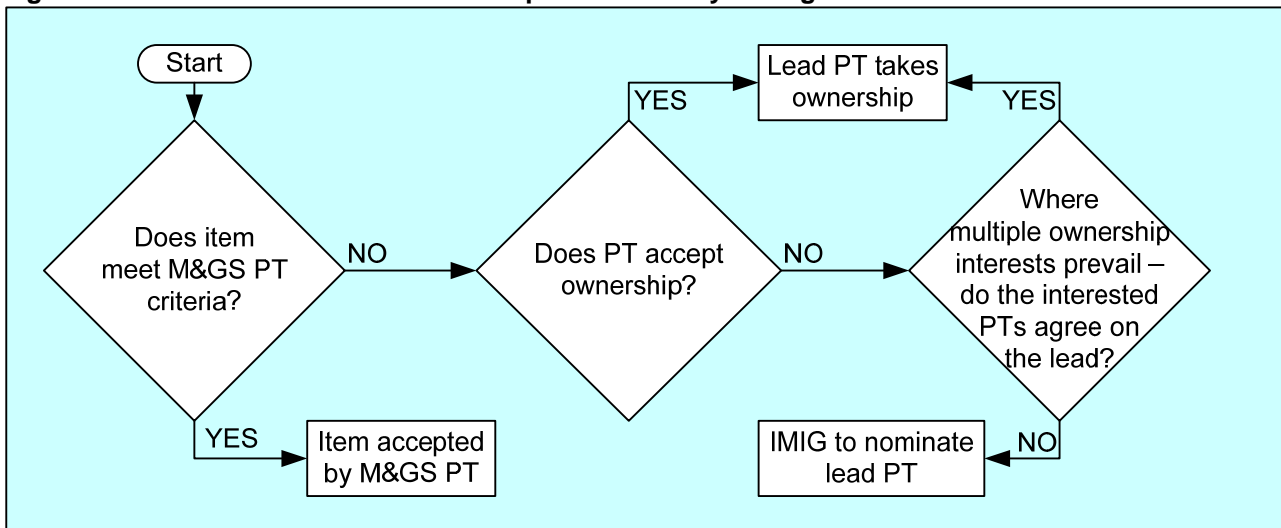 Start
Does item
meet M&GS PT
criteria?
NO
YES
Item accepted
by M&GS PT
Does PT accept
ownership?
YES
NO
Lead PT takes
ownership
YES
Where
multiple ownership
interests prevail –
do the interested
PTs agree on
the lead?
NO
IMIG to nominate
lead PT